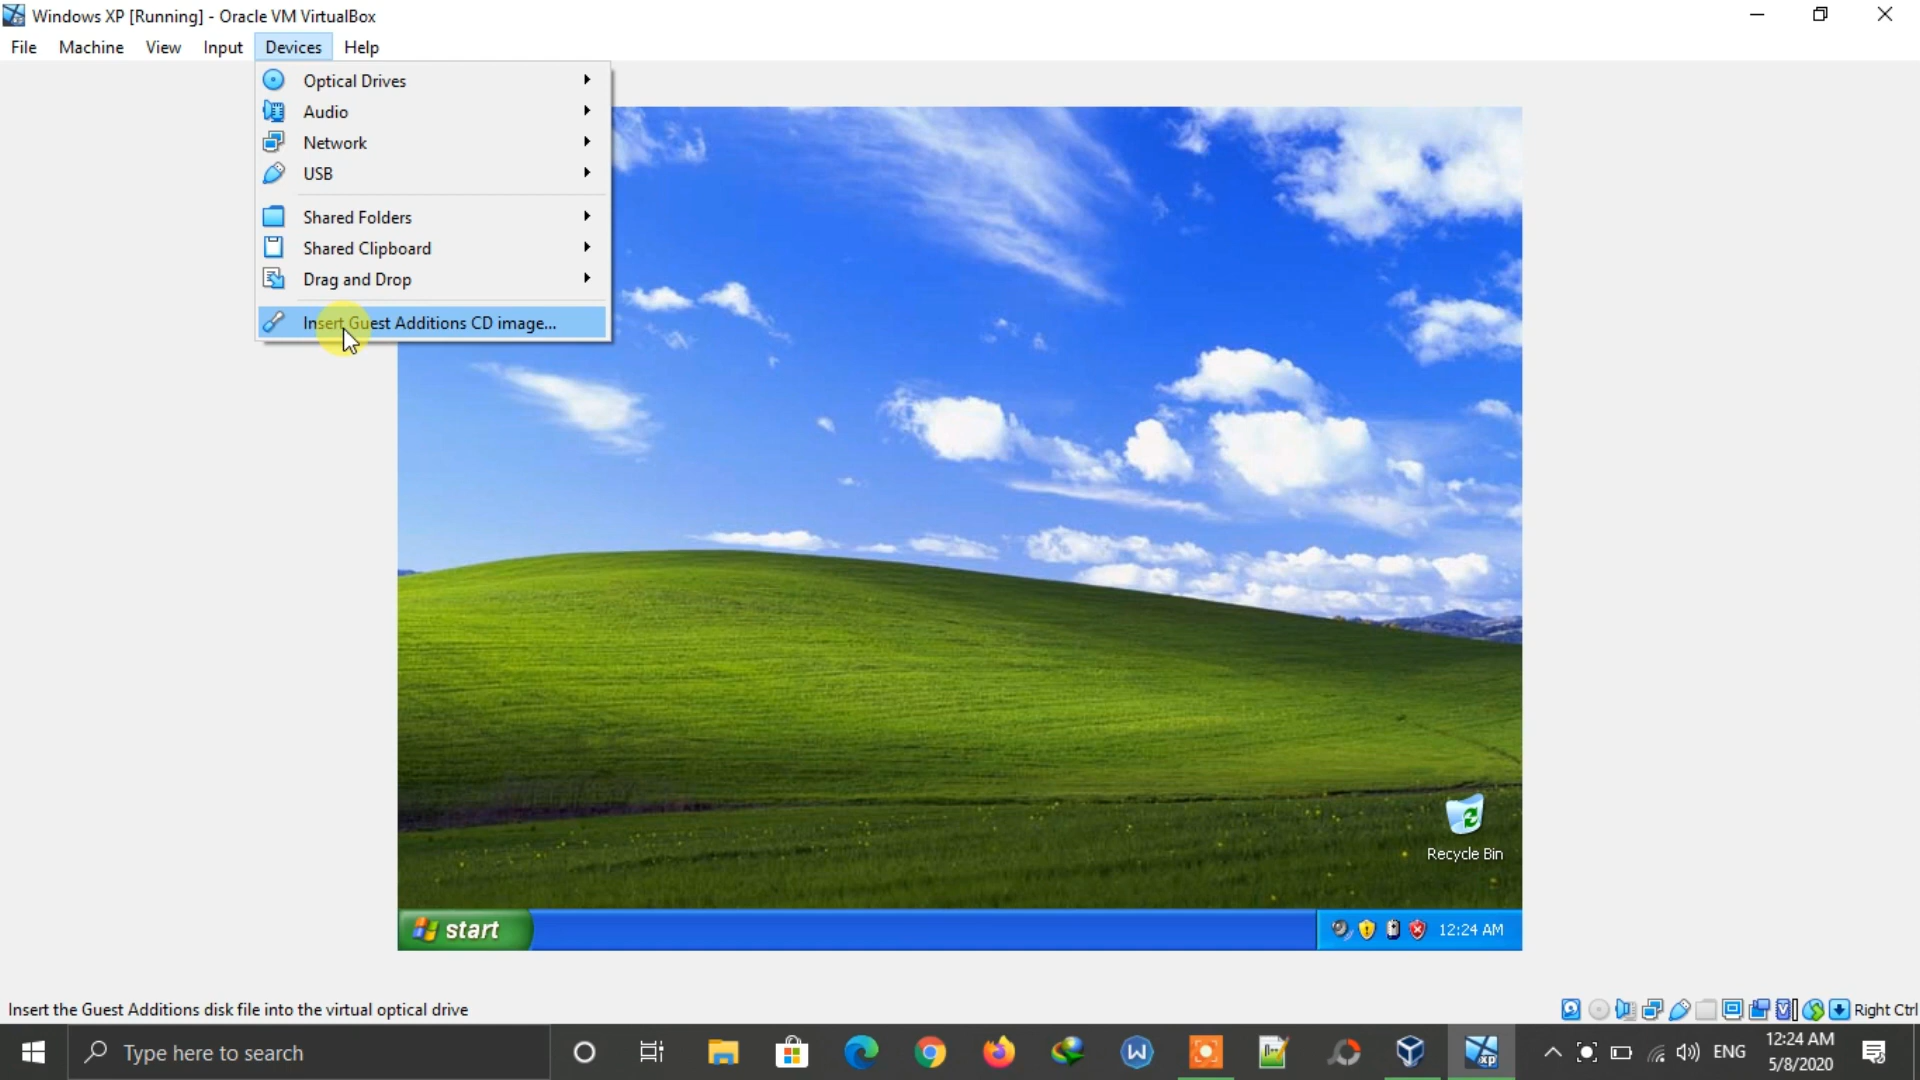 Windows XP [Running] - Oracle VM VirtualBox
File Machine View Input Devices Help
Optical Drives
Audio
Network
USB
Shared Folders
Shared Clipboard
Drag and Drop
Insert Guest Additions CD image...
Recycle Bin
start 12:24 AM
Insert the Guest Additions disk file into the virtual optical drive
Right Ctrl
Type here to search
xp
ENG
12:24 AM
5/8/2020